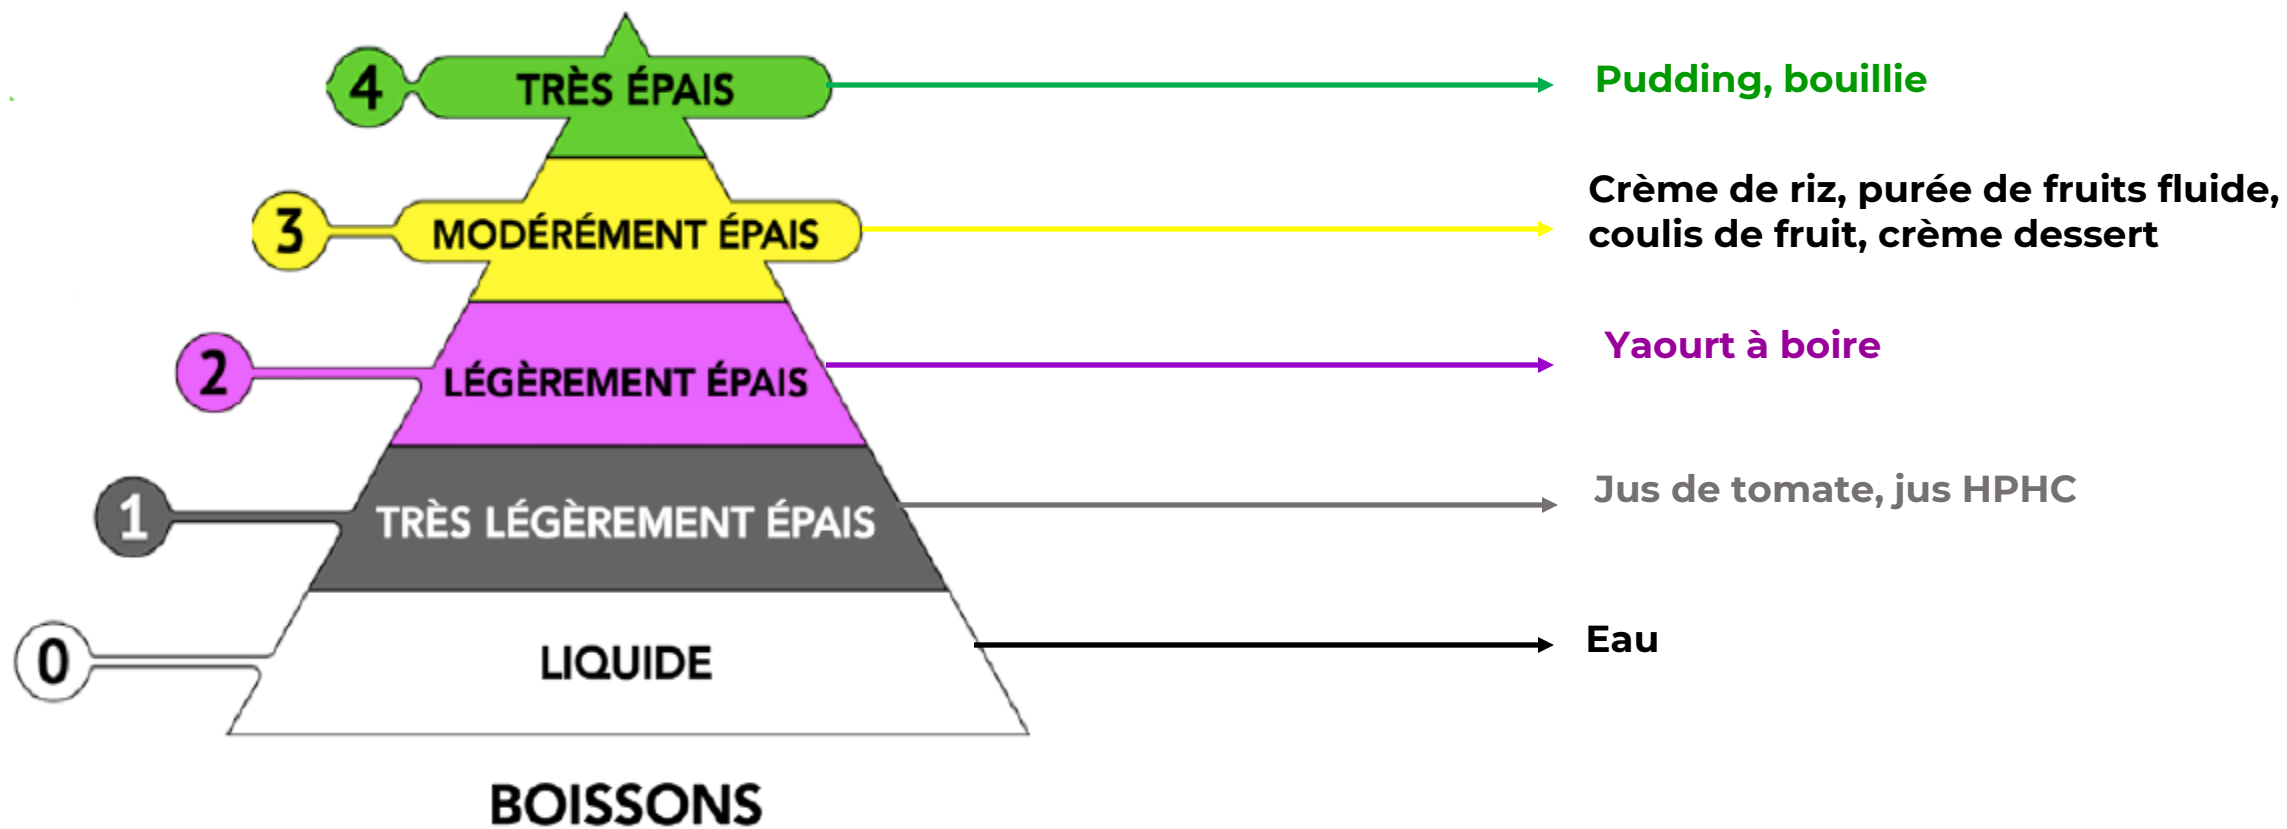 4
TRÈS ÉPAIS
Pudding, bouillie
3
MODÉRÉMENT ÉPAIS
Crème de riz, purée de fruits fluide,
coulis de fruit, crème dessert
2
LÉGÈREMENT ÉPAIS
Yaourt à boire
1
TRÈS LÉGÈREMENT ÉPAIS
Jus de tomate, jus HPHC
0
LIQUIDE
Eau
BOISSONS